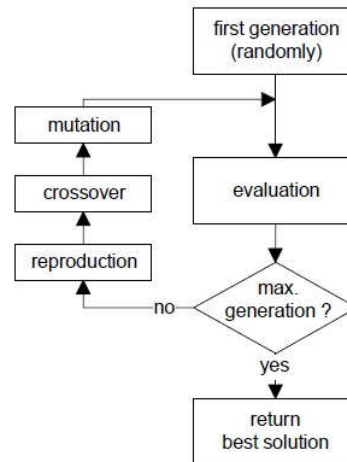 first generation
(randomly)
mutation
evaluation
crossover
reproduction
max.
generation ?
no
yes
return
best solution